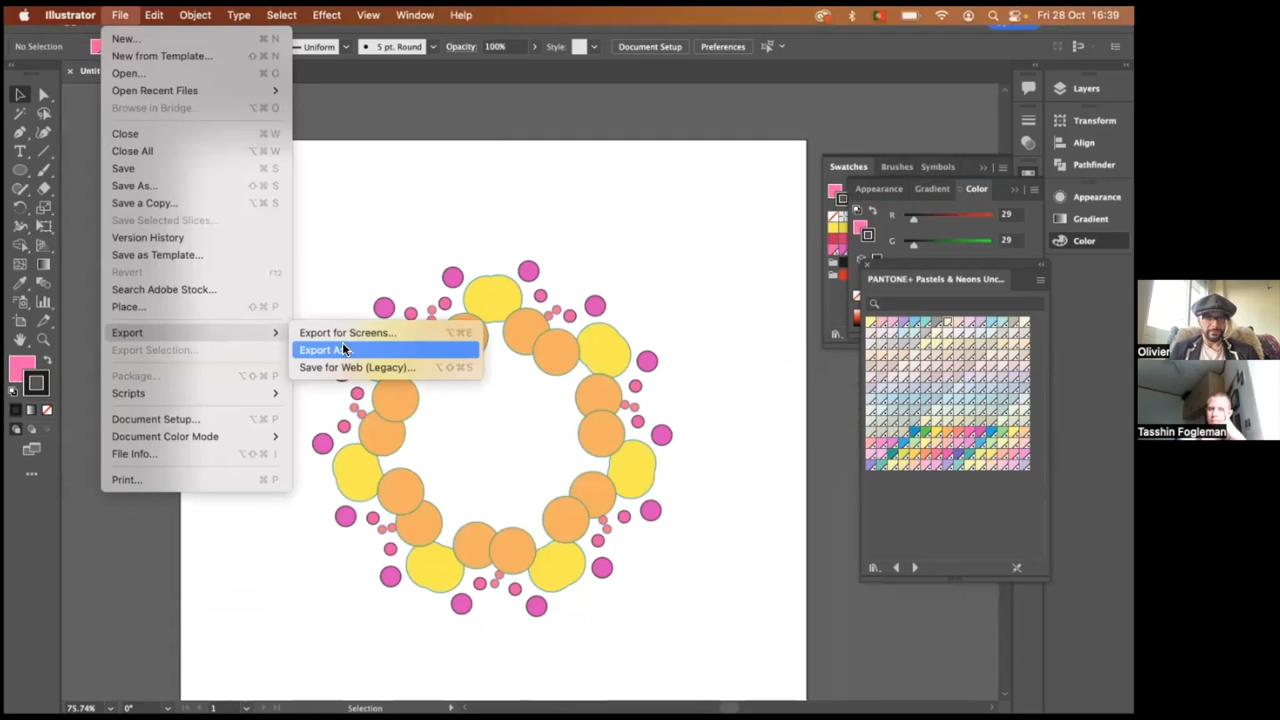 Illustrator File Edit Object Type Select Effect View Window Help Fri 28 Oct 16:39
No Selection Uniform 5 pt. Round Opacity: 100% Style: Document Setup Preferences
Untit
New... ⌘ N
New from Template... ⇧⌘ N
Open... ⌘ O
Open Recent Files
Browse in Bridge... ⌥⌘ O
Close ⌘ W
Close All ⌥⌘ W
Save ⌘ S
Save As... ⇧⌘ S
Save a Copy... ⌥⌘ S
Save Selected Slices...
Version History
Save as Template...
Revert F12
Search Adobe Stock...
Place... ⇧⌘ P
Export
Export Selection...
Package... ⌥⇧⌘ P
Scripts
Document Setup... ⌥⌘ P
Document Color Mode
File Info... ⌥⇧⌘ I
Print... ⌘ P
Export for Screens... ⌥⌘E
Export A
Save for Web (Legacy)... ⌥⇧⌘S
Swatches Brushes Symbols
Appearance Gradient Color
R 29
G 29
PANTONE+ Pastels & Neons Unc...
Layers
Transform
Align
Pathfinder
Appearance
Gradient
Color
Olivier
Tasshin Fogleman
75.74% 0° 1 Selection